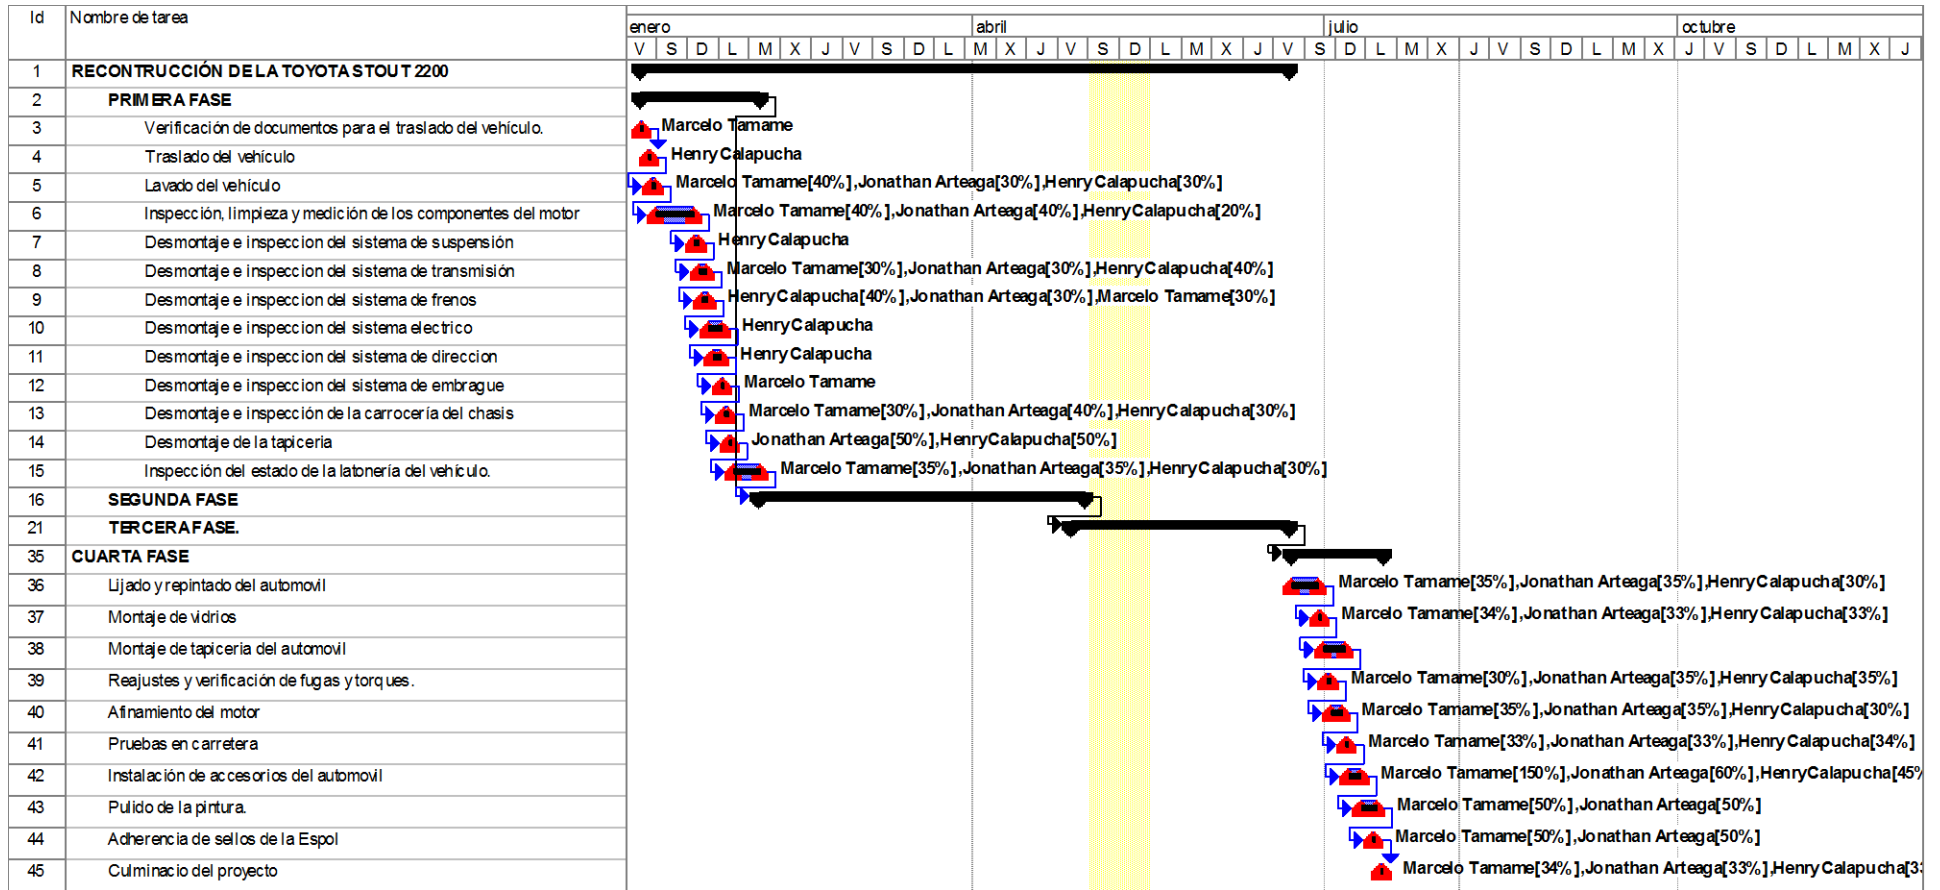 Id Nombre de tarea
enero abril julio octubre
V S D L M X J V S D L M X J V S D L M X J V S D L M X J V S D L M X J V S D L M X J
1 RECONTRUCCIÓN DE LA TOYOTA STOUT 2200
2 PRIMERA FASE
3 Verificación de documentos para el traslado del vehículo. Marcelo Tamame
4 Traslado del vehículo Henry Calapucha
5 Lavado del vehículo Marcelo Tamame[40%],Jonathan Arteaga[30%],Henry Calapucha[30%]
6 Inspección, limpieza y medición de los componentes del motor Marcelo Tamame[40%],Jonathan Arteaga[40%],Henry Calapucha[20%]
7 Desmontaje e inspeccion del sistema de suspensión Henry Calapucha
8 Desmontaje e inspeccion del sistema de transmisión Marcelo Tamame[30%],Jonathan Arteaga[30%],Henry Calapucha[40%]
9 Desmontaje e inspeccion del sistema de frenos Henry Calapucha[40%],Jonathan Arteaga[30%],Marcelo Tamame[30%]
10 Desmontaje e inspeccion del sistema electrico Henry Calapucha
11 Desmontaje e inspeccion del sistema de direccion Henry Calapucha
12 Desmontaje e inspeccion del sistema de embrague Marcelo Tamame
13 Desmontaje e inspección de la carrocería del chasis Marcelo Tamame[30%],Jonathan Arteaga[40%],Henry Calapucha[30%]
14 Desmontaje de la tapiceria Jonathan Arteaga[50%],Henry Calapucha[50%]
15 Inspección del estado de la latonería del vehículo. Marcelo Tamame[35%],Jonathan Arteaga[35%],Henry Calapucha[30%]
16 SEGUNDA FASE
21 TERCERA FASE.
35 CUARTA FASE
36 Lijado y repintado del automovil Marcelo Tamame[35%],Jonathan Arteaga[35%],Henry Calapucha[30%]
37 Montaje de vidrios Marcelo Tamame[34%],Jonathan Arteaga[33%],Henry Calapucha[33%]
38 Montaje de tapiceria del automovil
39 Reajustes y verificación de fugas y torques. Marcelo Tamame[30%],Jonathan Arteaga[35%],Henry Calapucha[35%]
40 Afinamiento del motor Marcelo Tamame[35%],Jonathan Arteaga[35%],Henry Calapucha[30%]
41 Pruebas en carretera Marcelo Tamame[33%],Jonathan Arteaga[33%],Henry Calapucha[34%]
42 Instalación de accesorios del automovil Marcelo Tamame[150%],Jonathan Arteaga[60%],Henry Calapucha[45%
43 Pulido de la pintura. Marcelo Tamame[50%],Jonathan Arteaga[50%]
44 Adherencia de sellos de la Espol Marcelo Tamame[50%],Jonathan Arteaga[50%]
45 Culminacio del proyecto Marcelo Tamame[34%],Jonathan Arteaga[33%],Henry Calapucha[33